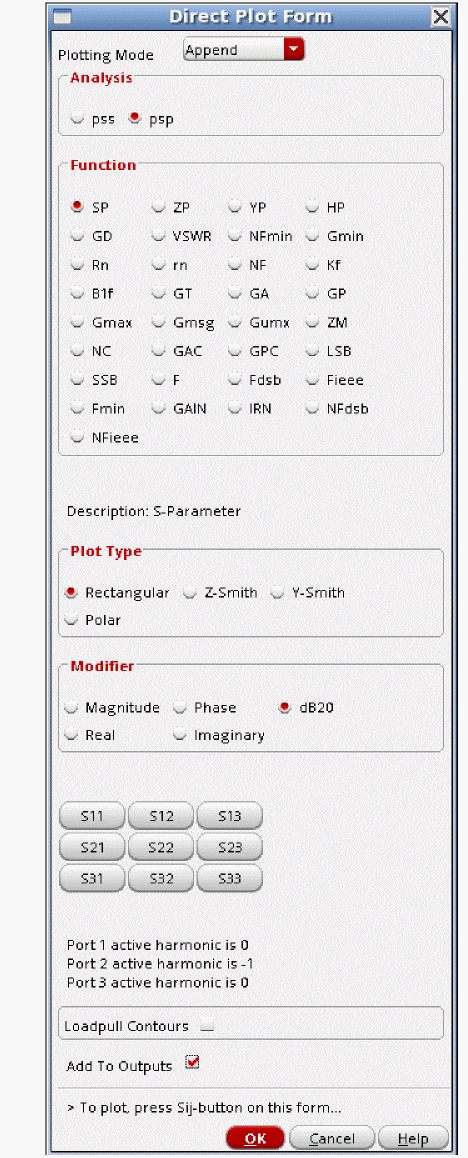 Direct Plot Form
Plotting Mode Append
Analysis
pss psp
Function
SP ZP YP HP
GD VSWR NFmin Gmin
Rn rn NF Kf
B1f GT GA GP
Gmax Gmsg Gumx ZM
NC GAC GPC LSB
SSB F Fdsb Fieee
Fmin GAIN IRN NFdsb
NFieee
Description: S-Parameter
Plot Type
Rectangular Z-Smith Y-Smith
Polar
Modifier
Magnitude Phase dB20
Real Imaginary
S11 S12 S13
S21 S22 S23
S31 S32 S33
Port 1 active harmonic is 0
Port 2 active harmonic is -1
Port 3 active harmonic is 0
Loadpull Contours
Add To Outputs
> To plot, press Sij-button on this form...
OK Cancel Help